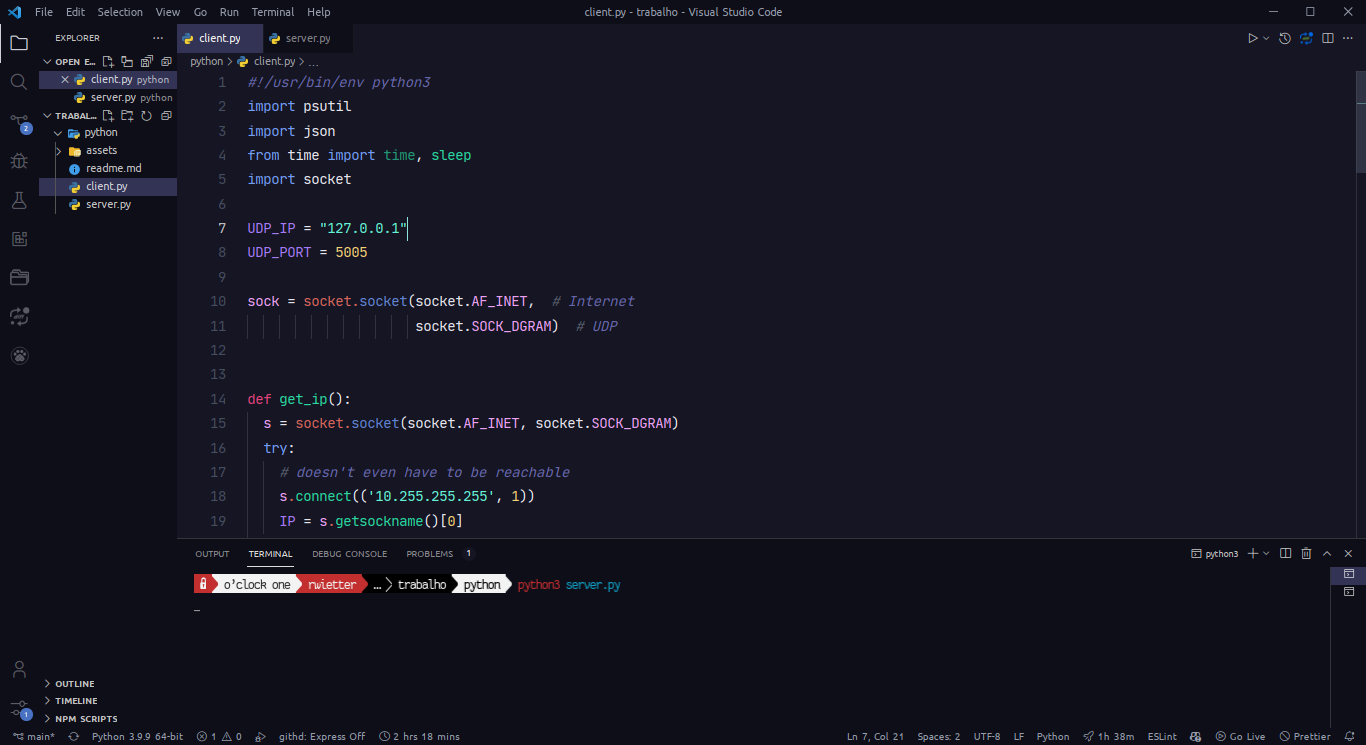 File Edit Selection View Go Run Terminal Help client.py - trabalho - Visual Studio Code
EXPLORER ...
OPEN E...
client.py python
server.py python
TRABAL...
python
assets
readme.md
client.py
server.py
OUTLINE
TIMELINE
NPM SCRIPTS
2
1
client.py server.py
python > client.py > ...
1 #!/usr/bin/env python3
2 import psutil
3 import json
4 from time import time, sleep
5 import socket
6
7 UDP_IP = "127.0.0.1"
8 UDP_PORT = 5005
9
10 sock = socket.socket(socket.AF_INET, # Internet
11 socket.SOCK_DGRAM) # UDP
12
13
14 def get_ip():
15 s = socket.socket(socket.AF_INET, socket.SOCK_DGRAM)
16 try:
17 # doesn't even have to be reachable
18 s.connect(('10.255.255.255', 1))
19 IP = s.getsockname()[0]
OUTPUT TERMINAL DEBUG CONSOLE PROBLEMS 1 python3
o'clock one rwietter … trabalho python python3 server.py
main* Python 3.9.9 64-bit 1 0 githd: Express Off 2 hrs 18 mins Ln 7, Col 21 Spaces: 2 UTF-8 LF Python 1h 38m ESLint Go Live Prettier